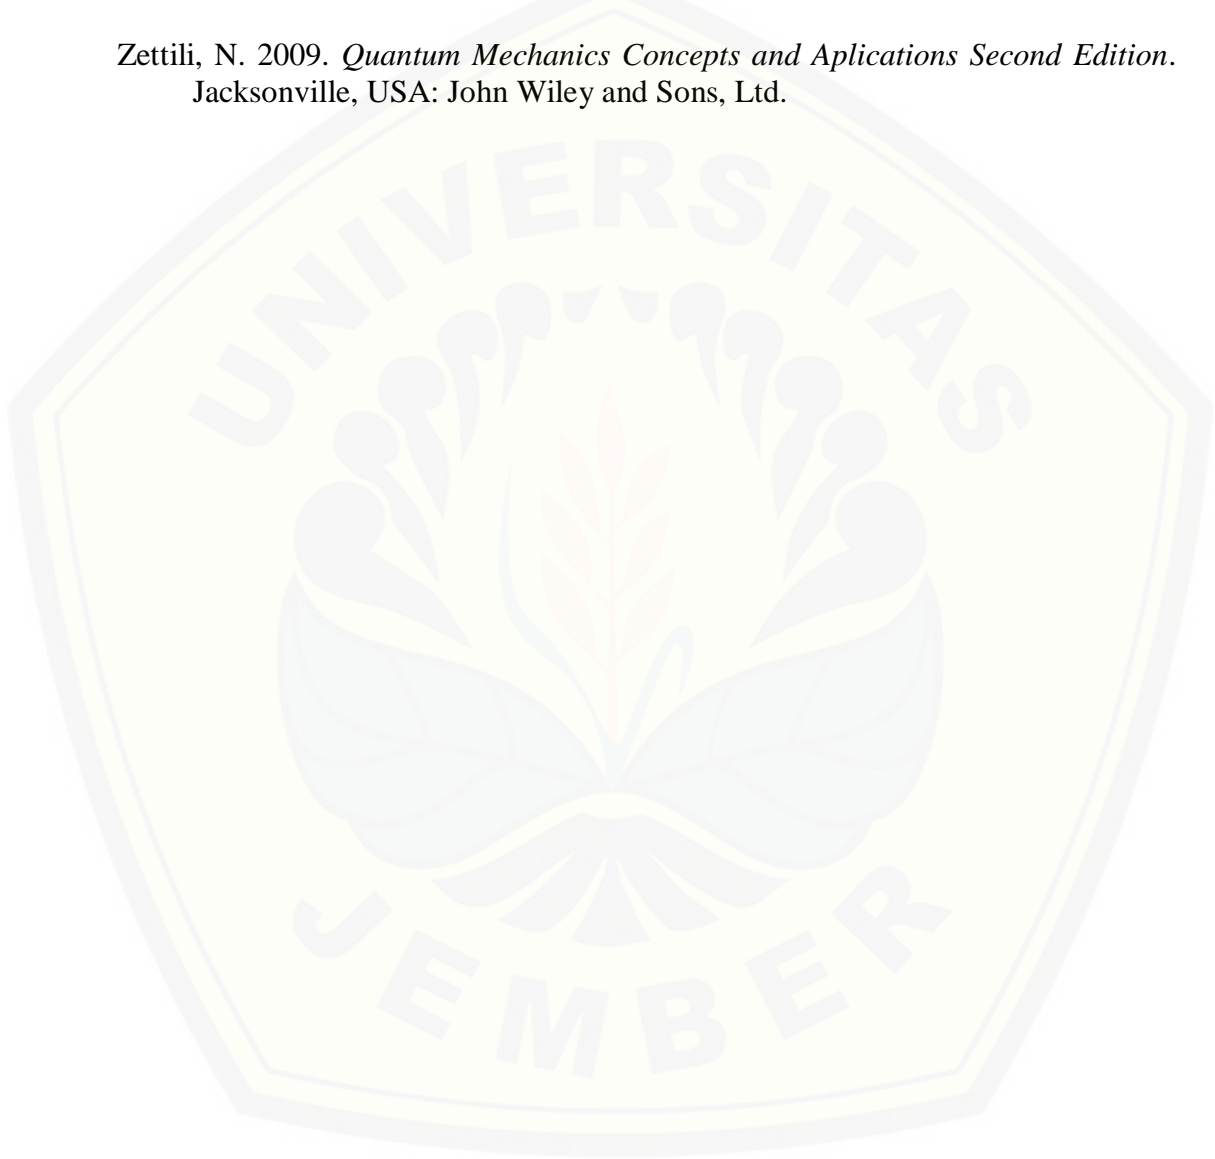 Zettili, N. 2009. Quantum Mechanics Concepts and Aplications Second Edition.
Jacksonville, USA: John Wiley and Sons, Ltd.
UNIVERSITAS
JEMBER